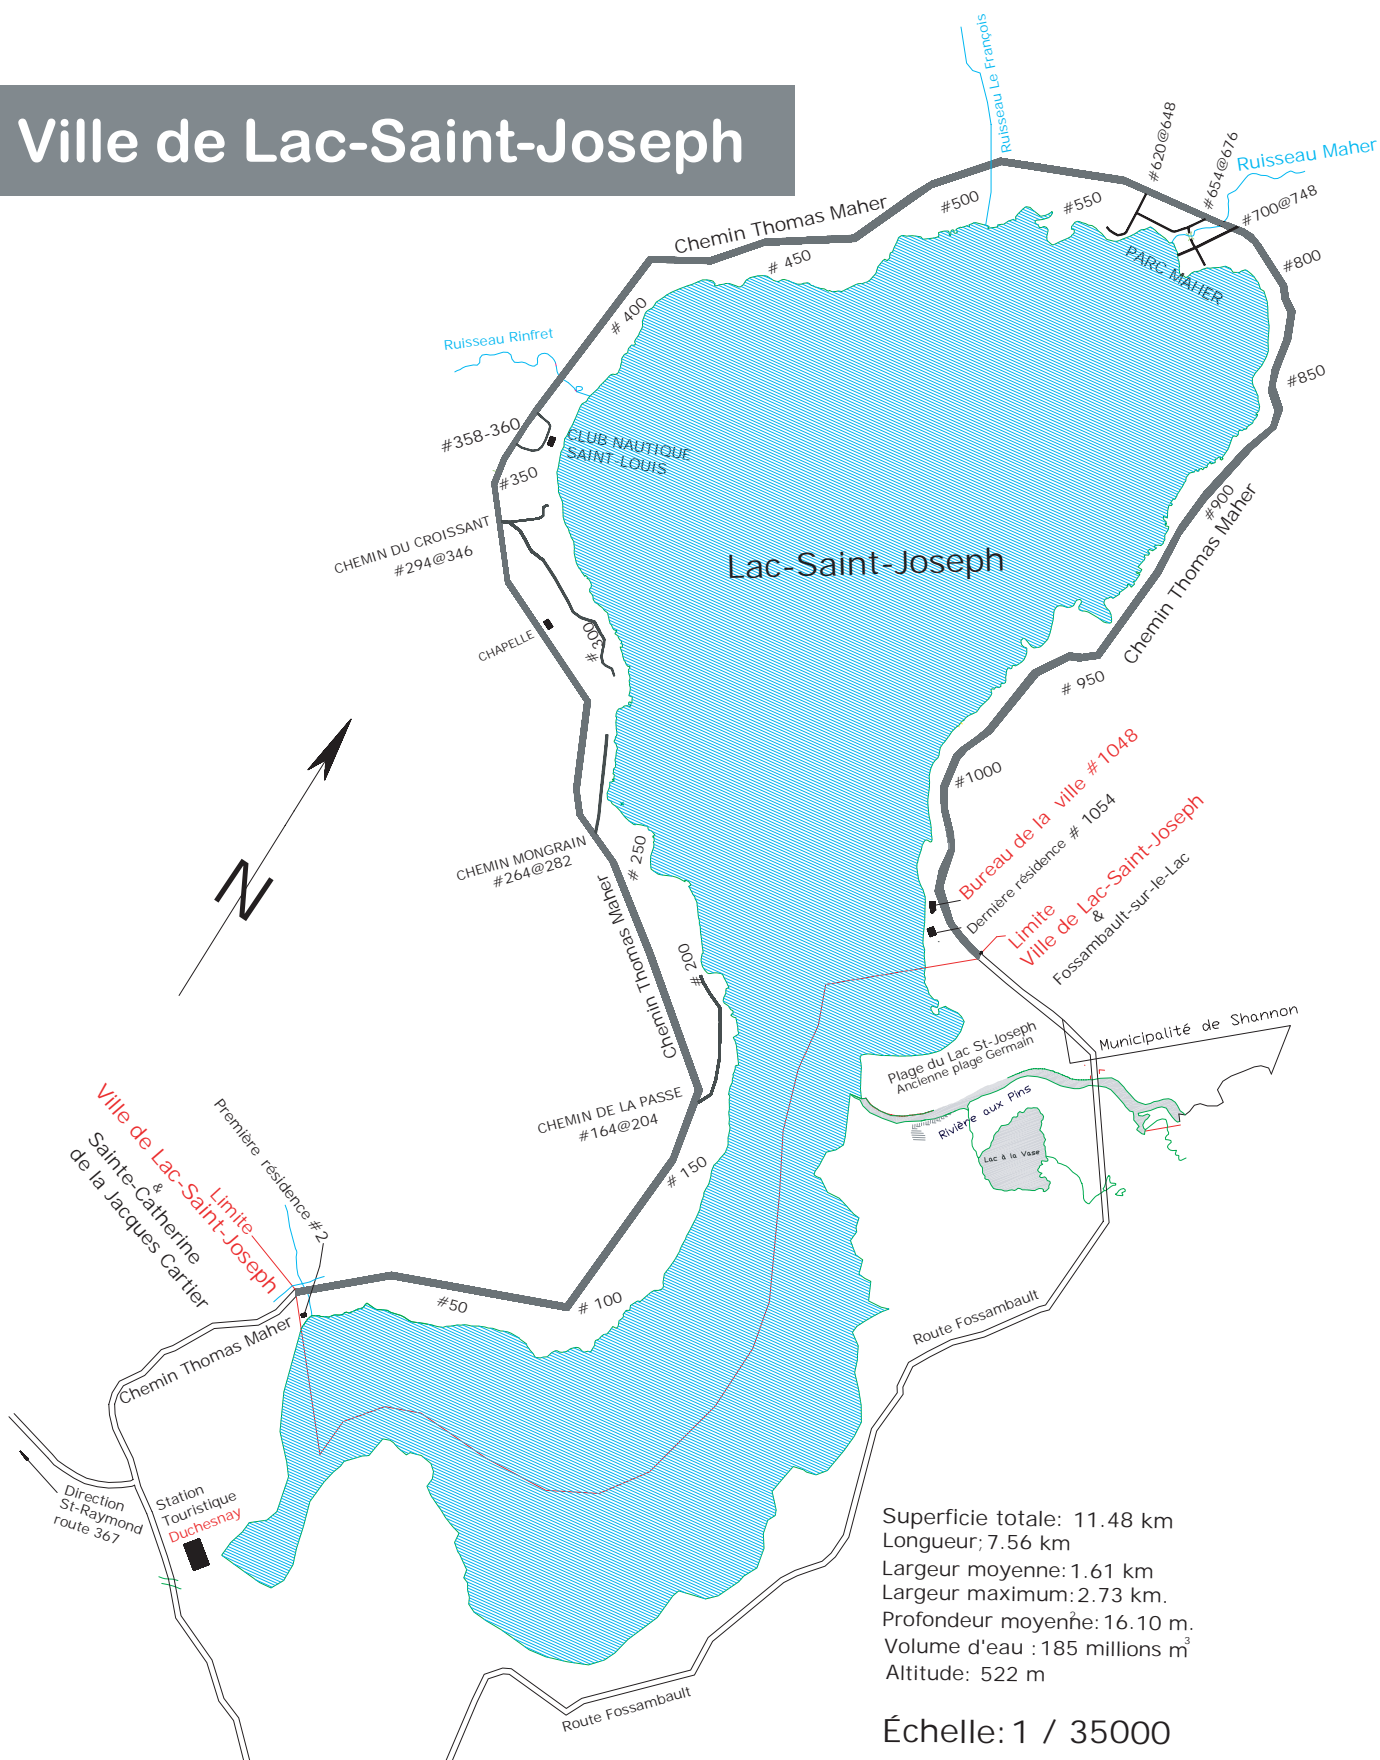 Ville de Lac-Saint-Joseph
Ruisseau Le François
#620@648
#654@676
Ruisseau Maher
#700@748
Chemin Thomas Maher
#500
#550
# 450
PARC MAHER
#800
# 400
Ruisseau Rinfret
#850
#358-360
CLUB NAUTIQUE
SAINT-LOUIS
#350
#900
Chemin Thomas Maher
CHEMIN DU CROISSANT
#294@346
Lac-Saint-Joseph
CHAPELLE
# 300
# 950
#1000
Bureau de la ville #1048
Dernière résidence # 1054
Limite
Ville de Lac-Saint-Joseph
&
Fossambault-sur-le-Lac
N
CHEMIN MONGRAIN
#264@282
# 250
Chemin Thomas Maher
Chemin Thomas Maher
# 200
Municipalité de Shannon
Plage du Lac St-Joseph
Ancienne plage Germain
Rivière aux Pins
Lac à la Vase
CHEMIN DE LA PASSE
#164@204
# 150
Première résidence #2
Limite
Ville de Lac-Saint-Joseph
&
Sainte-Catherine
de la Jacques Cartier
#50
# 100
Chemin Thomas Maher
Route Fossambault
Direction
St-Raymond
route 367
Station
Touristique
Duchesnay
Route Fossambault
Superficie totale: 11.48 km
Longueur; 7.56 km
Largeur moyenne: 1.61 km
Largeur maximum: 2.73 km.
2
Profondeur moyenne: 16.10 m.
Volume d'eau : 185 millions m³
Altitude: 522 m
Échelle: 1 / 35000